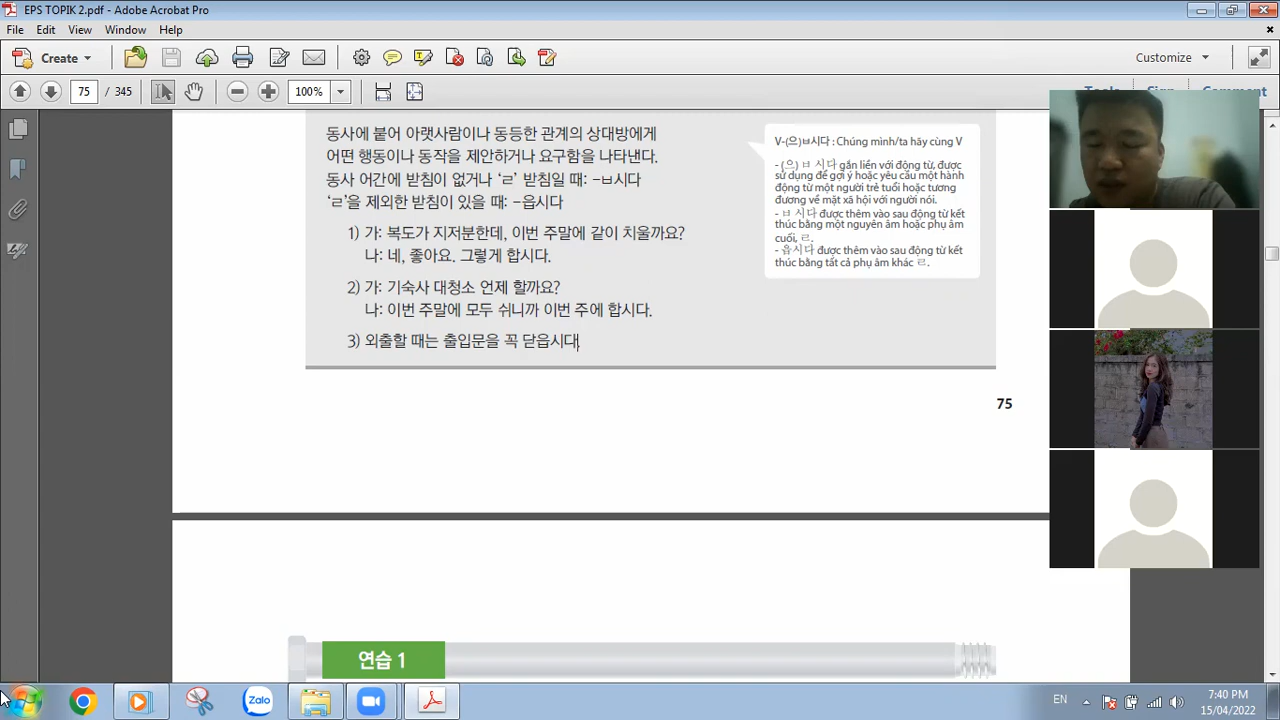 EPS TOPIK 2.pdf - Adobe Acrobat Pro
File Edit View Window Help
Create
Customize
75 / 345
100%
Tools Sign Comment
동사에 붙어 아랫사람이나 동등한 관계의 상대방에게
어떤 행동이나 동작을 제안하거나 요구함을 나타낸다.
동사 어간에 받침이 없거나 ‘ㄹ’ 받침일 때: -ㅂ시다
‘ㄹ’을 제외한 받침이 있을 때: -읍시다
1) 가: 복도가 지저분한데, 이번 주말에 같이 치울까요?
나: 네, 좋아요. 그렇게 합시다.
2) 가: 기숙사 대청소 언제 할까요?
나: 이번 주말에 모두 쉬니까 이번 주에 합시다.
3) 외출할 때는 출입문을 꼭 닫읍시다
V-(으)ㅂ시다 : Chúng mình/ta hãy cùng V
- (으) ㅂ 시다 gắn liền với động từ, được
sử dụng để gợi ý hoặc yêu cầu một hành
động từ một người trẻ tuổi hoặc tương
đương về mặt xã hội với người nói.
- ㅂ 시다 được thêm vào sau động từ kết
thúc bằng một nguyên âm hoặc phụ âm
cuối, ㄹ.
- 읍시다 được thêm vào sau động từ kết
thúc bằng tất cả phụ âm khác ㄹ.
75
연습 1
Zalo
EN
7:40 PM
15/04/2022